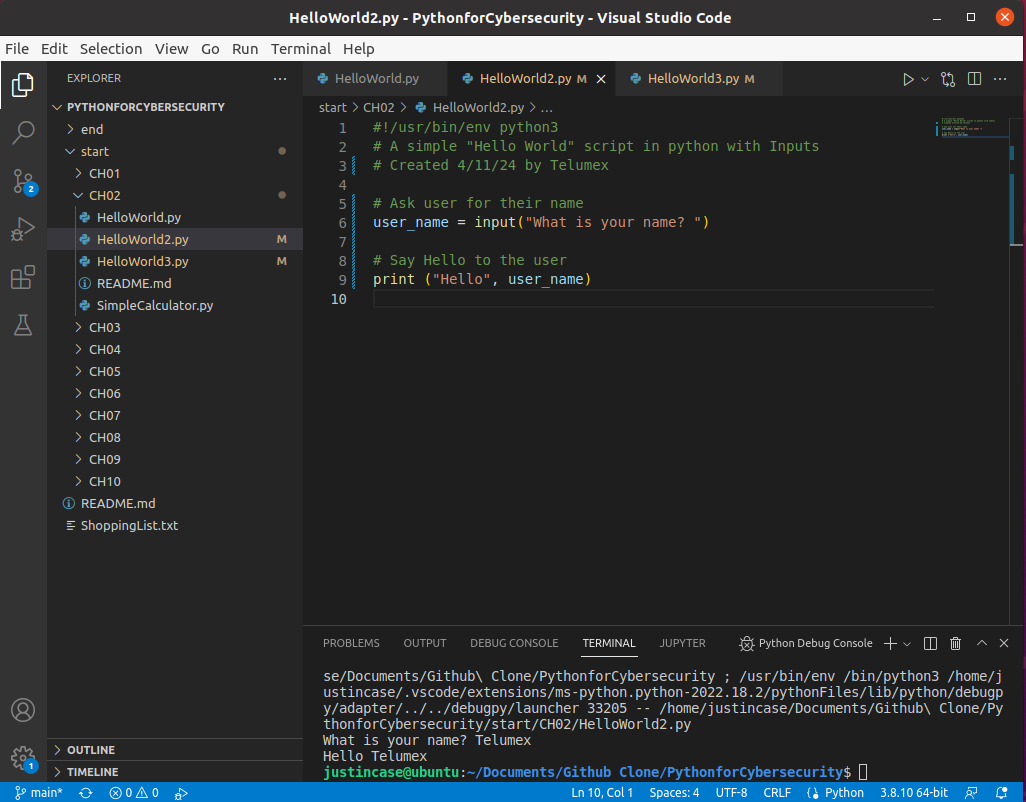 HelloWorld2.py - PythonforCybersecurity - Visual Studio Code
File Edit Selection View Go Run Terminal Help
EXPLORER
PYTHONFORCYBERSECURITY
end
start
CH01
CH02
HelloWorld.py
HelloWorld2.py M
HelloWorld3.py M
README.md
SimpleCalculator.py
CH03
CH04
CH05
CH06
CH07
CH08
CH09
CH10
README.md
ShoppingList.txt
OUTLINE
TIMELINE
2
1
HelloWorld.py HelloWorld2.py M HelloWorld3.py M
start > CH02 > HelloWorld2.py > ...
1 #!/usr/bin/env python3
2 # A simple "Hello World" script in python with Inputs
3 # Created 4/11/24 by Telumex
4
5 # Ask user for their name
6 user_name = input("What is your name? ")
7
8 # Say Hello to the user
9 print ("Hello", user_name)
10
PROBLEMS OUTPUT DEBUG CONSOLE TERMINAL JUPYTER Python Debug Console
se/Documents/Github\ Clone/PythonforCybersecurity ; /usr/bin/env /bin/python3 /home/j
ustincase/.vscode/extensions/ms-python.python-2022.18.2/pythonFiles/lib/python/debugp
y/adapter/../../debugpy/launcher 33205 -- /home/justincase/Documents/Github\ Clone/Py
thonforCybersecurity/start/CH02/HelloWorld2.py
What is your name? Telumex
Hello Telumex
justincase@ubuntu:~/Documents/Github Clone/PythonforCybersecurity$
main* 0 0 Ln 10, Col 1 Spaces: 4 UTF-8 CRLF Python 3.8.10 64-bit